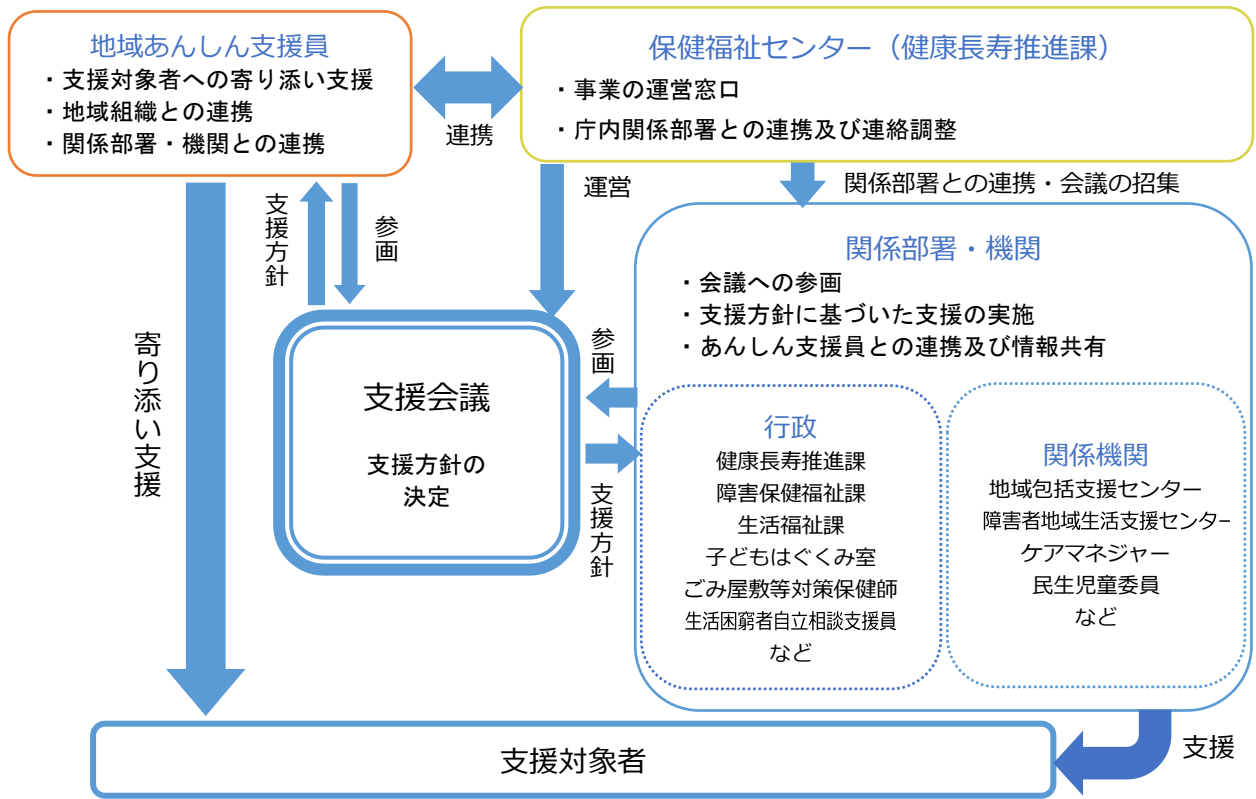 地域あんしん支援員
・支援対象者への寄り添い支援
・地域組織との連携
・関係部署・機関との連携
連携
保健福祉センター（健康長寿推進課）
・事業の運営窓口
・庁内関係部署との連携及び連絡調整
運営
関係部署との連携・会議の招集
支援方針
参画
寄り添い支援
支援会議
支援方針の
決定
参画
支援方針
関係部署・機関
・会議への参画
・支援方針に基づいた支援の実施
・あんしん支援員との連携及び情報共有
行政
健康長寿推進課
障害保健福祉課
生活福祉課
子どもはぐくみ室
ごみ屋敷等対策保健師
生活困窮者自立相談支援員
など
関係機関
地域包括支援センター
障害者地域生活支援センター
ケアマネジャー
民生児童委員
など
支援
支援対象者